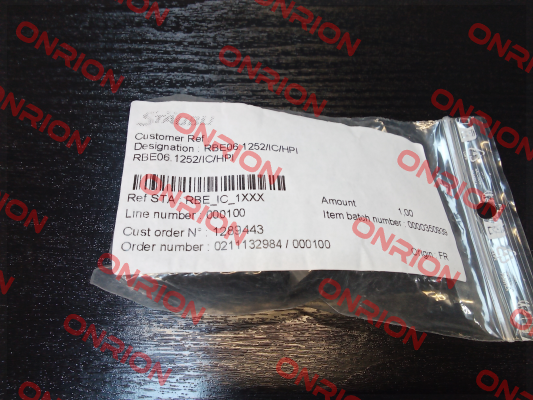 STÄUBLI
Customer Ref
Designation : RBE06.1252/IC/HPI
RBE06.1252/IC/HPI
Ref STA : RBE_IC_1XXX
Amount 1,00
Line number : 000100
Item batch number : 0000350939
Cust order N° : 1289443
Order number : 0211132984 / 000100
Origin FR
ONRION